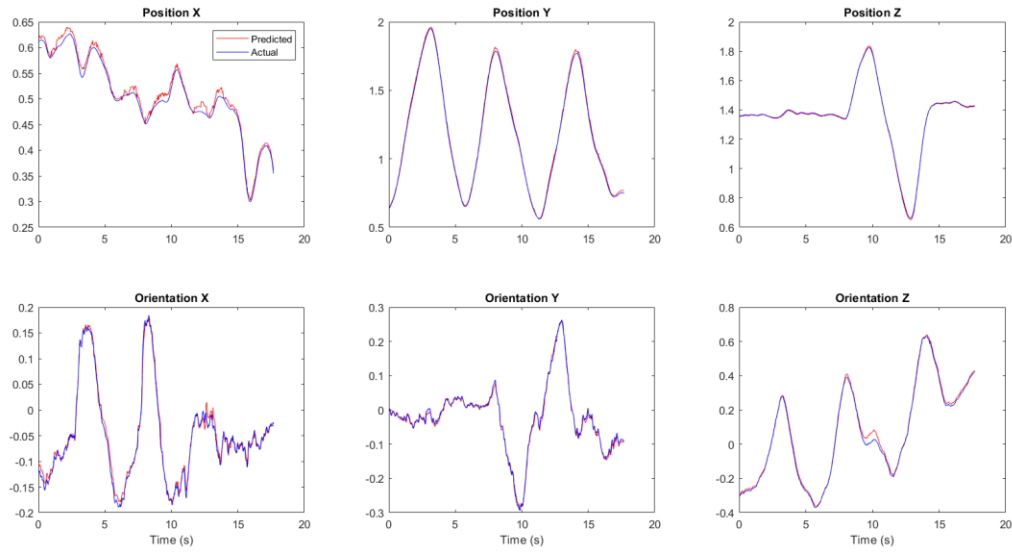 Position X
0.65
0.6
0.55
0.5
0.45
0.4
0.35
0.3
0.25
0 5 10 15 20
Predicted
Actual
Position Y
2
1.5
1
0.5
0 5 10 15 20
Position Z
2
1.8
1.6
1.4
1.2
1
0.8
0.6
0 5 10 15 20
Orientation X
0.2
0.15
0.1
0.05
0
-0.05
-0.1
-0.15
-0.2
0 5 10 15 20
Time (s)
Orientation Y
0.3
0.2
0.1
0
-0.1
-0.2
-0.3
0 5 10 15 20
Time (s)
Orientation Z
0.8
0.6
0.4
0.2
0
-0.2
-0.4
0 5 10 15 20
Time (s)